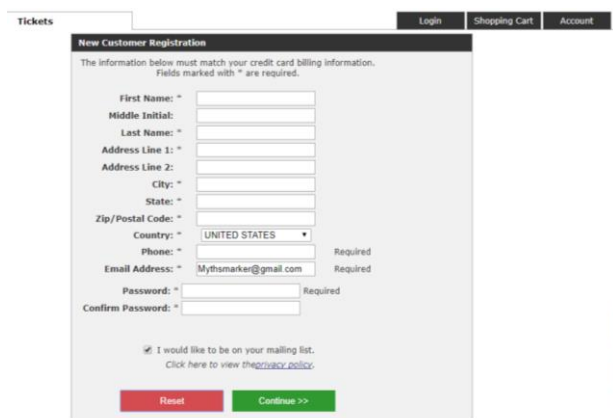 Tickets
Login Shopping Cart Account
New Customer Registration
The information below must match your credit card billing information.
Fields marked with * are required.
First Name: *
Middle Initial:
Last Name: *
Address Line 1: *
Address Line 2:
City: *
State: *
Zip/Postal Code: *
Country: * UNITED STATES
Phone: * Required
Email Address: * Mythsmarker@gmail.com Required
Password: * Required
Confirm Password: *
I would like to be on your mailing list.
Click here to view theprivacy policy.
Reset Continue >>